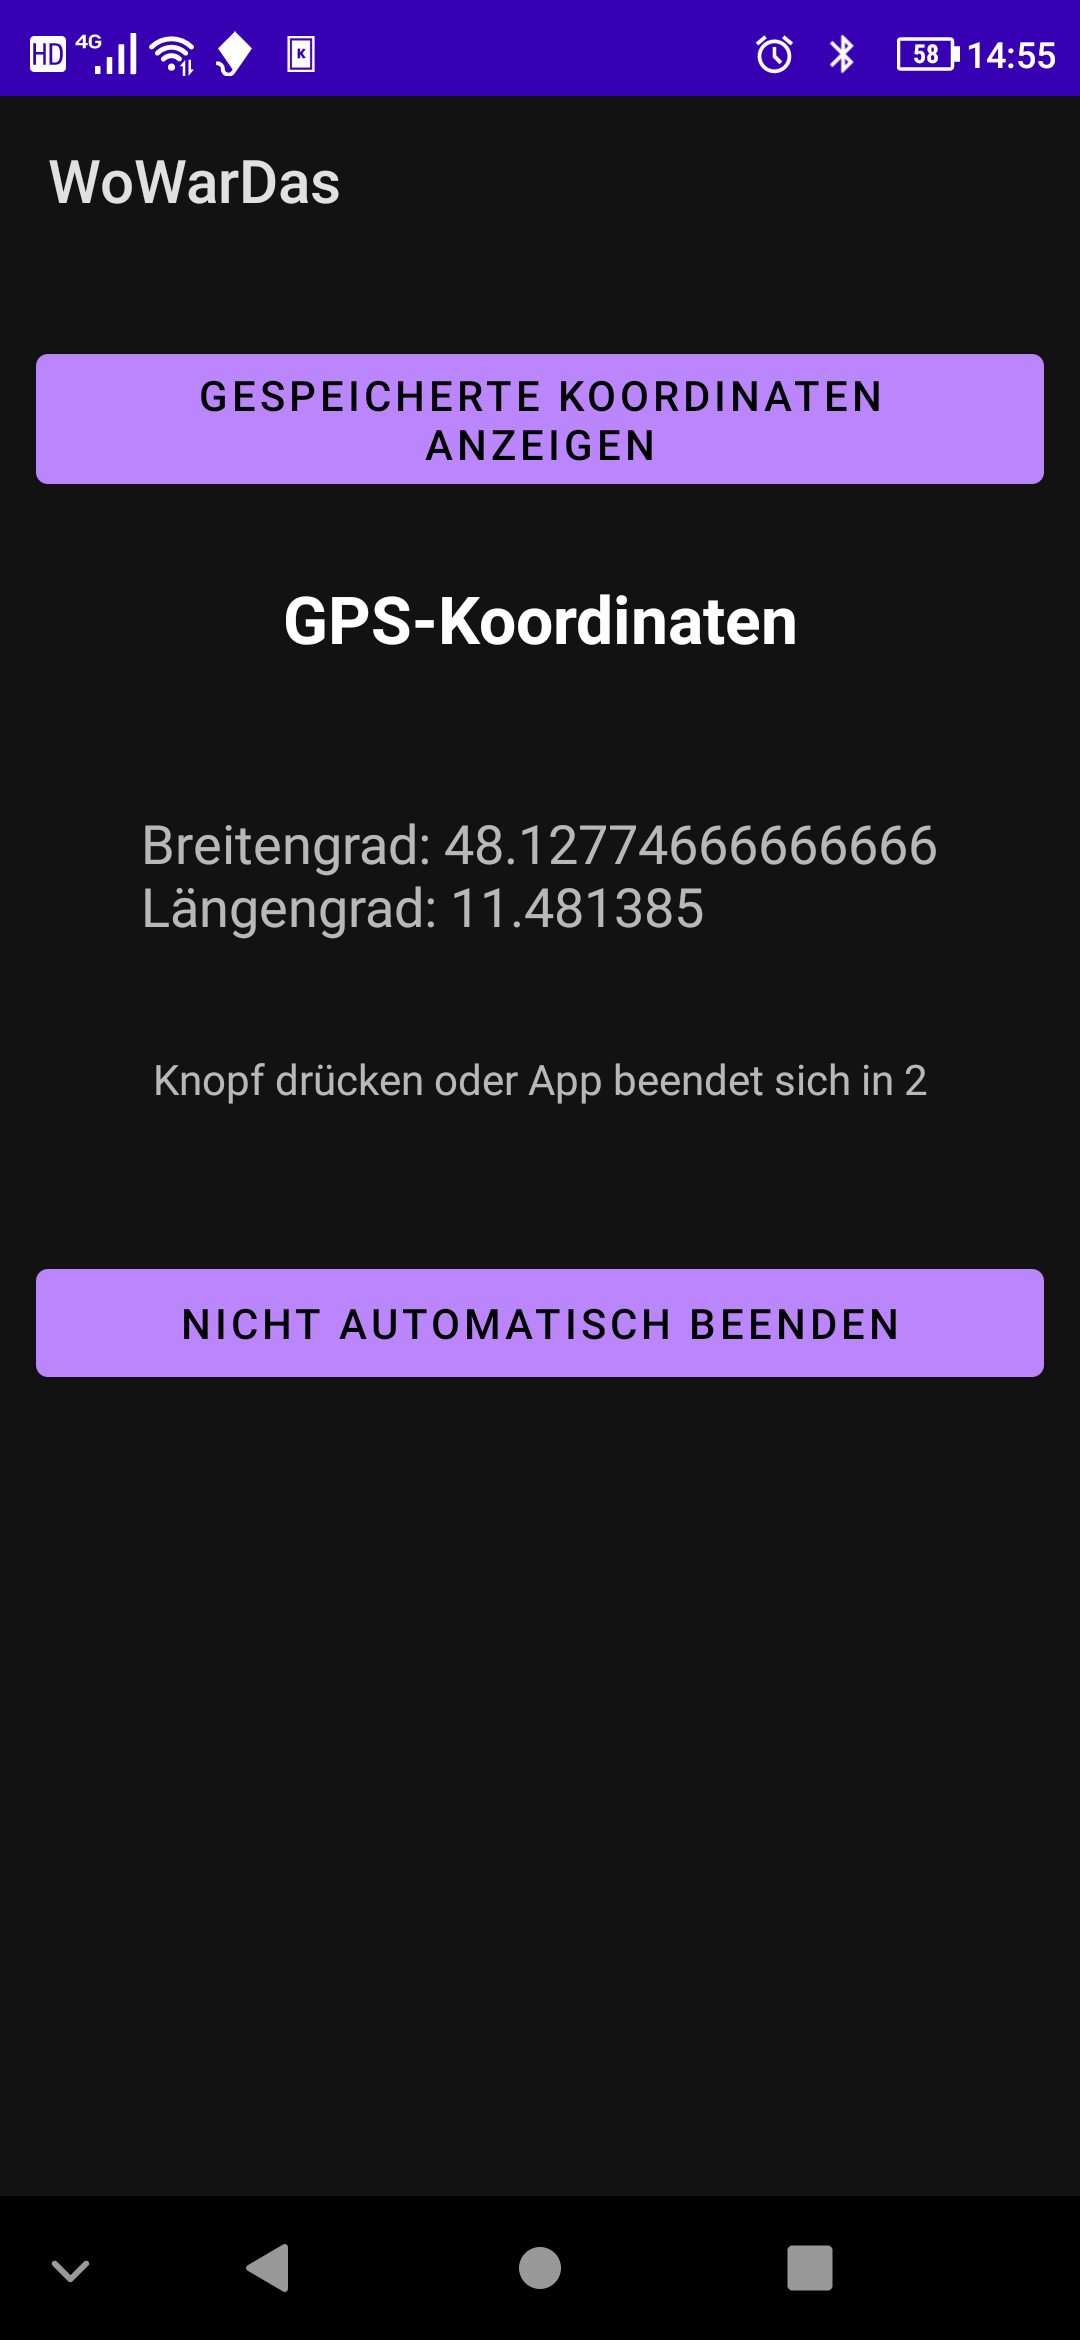 HD 4G K 58 14:55
WoWarDas
GESPEICHERTE KOORDINATEN
ANZEIGEN
GPS-Koordinaten
Breitengrad: 48.12774666666666
Längengrad: 11.481385
Knopf drücken oder App beendet sich in 2
NICHT AUTOMATISCH BEENDEN